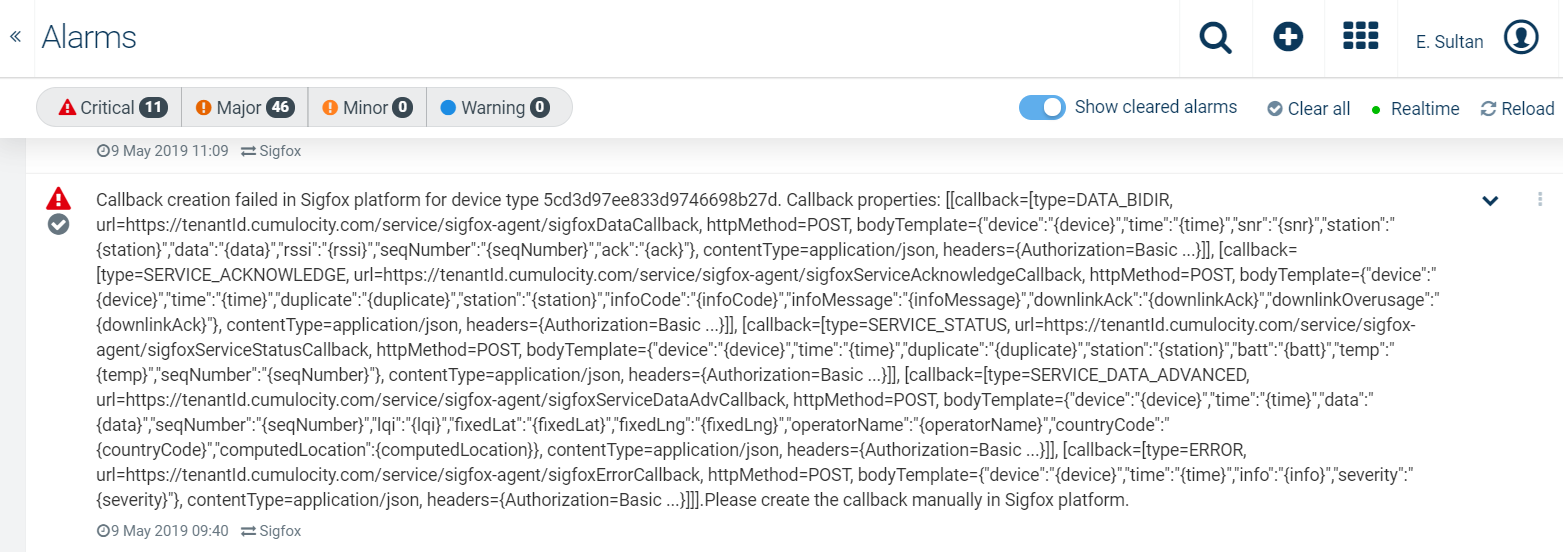 « Alarms E. Sultan
Critical 11 Major 46 Minor 0 Warning 0 Show cleared alarms Clear all Realtime Reload
9 May 2019 11:09 Sigfox
Callback creation failed in Sigfox platform for device type 5cd3d97ee833d9746698b27d. Callback properties: [[callback=[type=DATA_BIDIR,
url=https://tenantId.cumulocity.com/service/sigfox-agent/sigfoxDataCallback, httpMethod=POST, bodyTemplate={"device":"{device}","time":"{time}","snr":"{snr}","station":"
{station}","data":"{data}","rssi":"{rssi}","seqNumber":"{seqNumber}","ack":"{ack}"}, contentType=application/json, headers={Authorization=Basic ...}]], [callback=
[type=SERVICE_ACKNOWLEDGE, url=https://tenantId.cumulocity.com/service/sigfox-agent/sigfoxServiceAcknowledgeCallback, httpMethod=POST, bodyTemplate={"device":"
{device}","time":"{time}","duplicate":"{duplicate}","station":"{station}","infoCode":"{infoCode}","infoMessage":"{infoMessage}","downlinkAck":"{downlinkAck}","downlinkOverusage":"
{downlinkAck}"}, contentType=application/json, headers={Authorization=Basic ...}]], [callback=[type=SERVICE_STATUS, url=https://tenantId.cumulocity.com/service/sigfox-
agent/sigfoxServiceStatusCallback, httpMethod=POST, bodyTemplate={"device":"{device}","time":"{time}","duplicate":"{duplicate}","station":"{station}","batt":"{batt}","temp":"
{temp}","seqNumber":"{seqNumber}"}, contentType=application/json, headers={Authorization=Basic ...}]], [callback=[type=SERVICE_DATA_ADVANCED,
url=https://tenantId.cumulocity.com/service/sigfox-agent/sigfoxServiceDataAdvCallback, httpMethod=POST, bodyTemplate={"device":"{device}","time":"{time}","data":"
{data}","seqNumber":"{seqNumber}","lqi":"{lqi}","fixedLat":"{fixedLat}","fixedLng":"{fixedLng}","operatorName":"{operatorName}","countryCode":"
{countryCode}","computedLocation":{computedLocation}}, contentType=application/json, headers={Authorization=Basic ...}]], [callback=[type=ERROR,
url=https://tenantId.cumulocity.com/service/sigfox-agent/sigfoxErrorCallback, httpMethod=POST, bodyTemplate={"device":"{device}","time":"{time}","info":"{info}","severity":"
{severity}"}, contentType=application/json, headers={Authorization=Basic ...}]]].Please create the callback manually in Sigfox platform.
9 May 2019 09:40 Sigfox